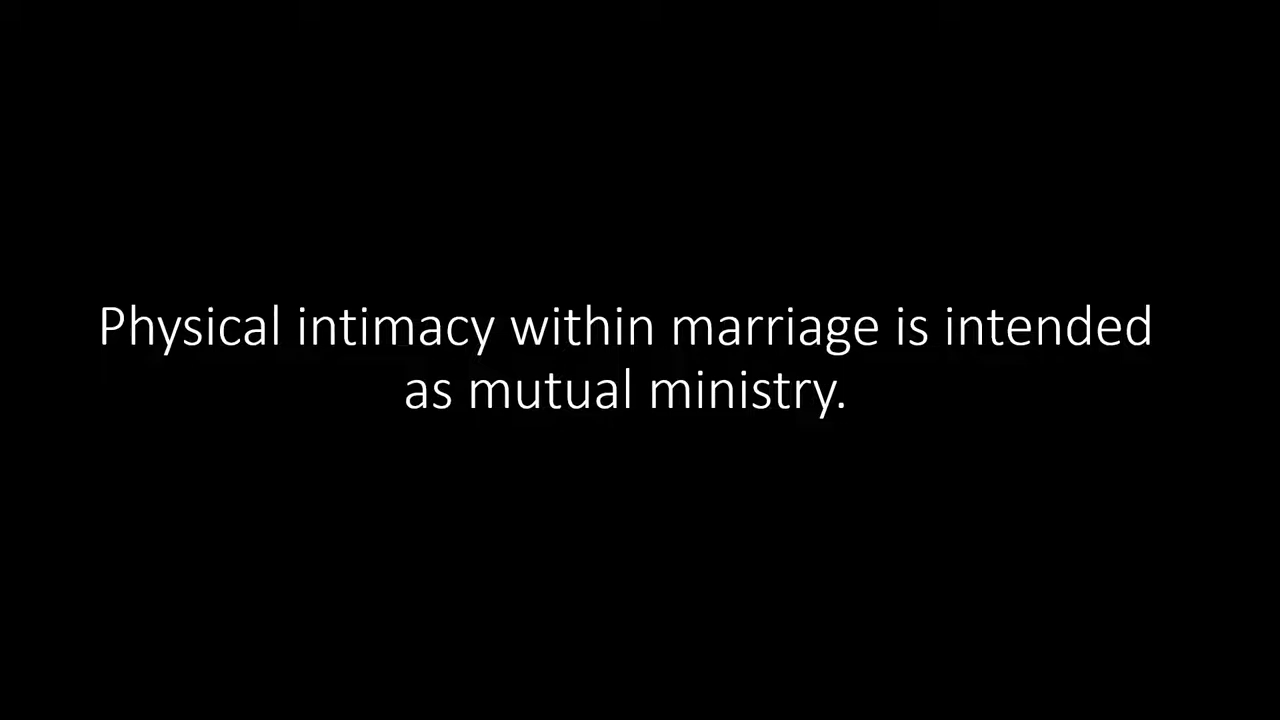 Physical intimacy within marriage is intended
as mutual ministry.